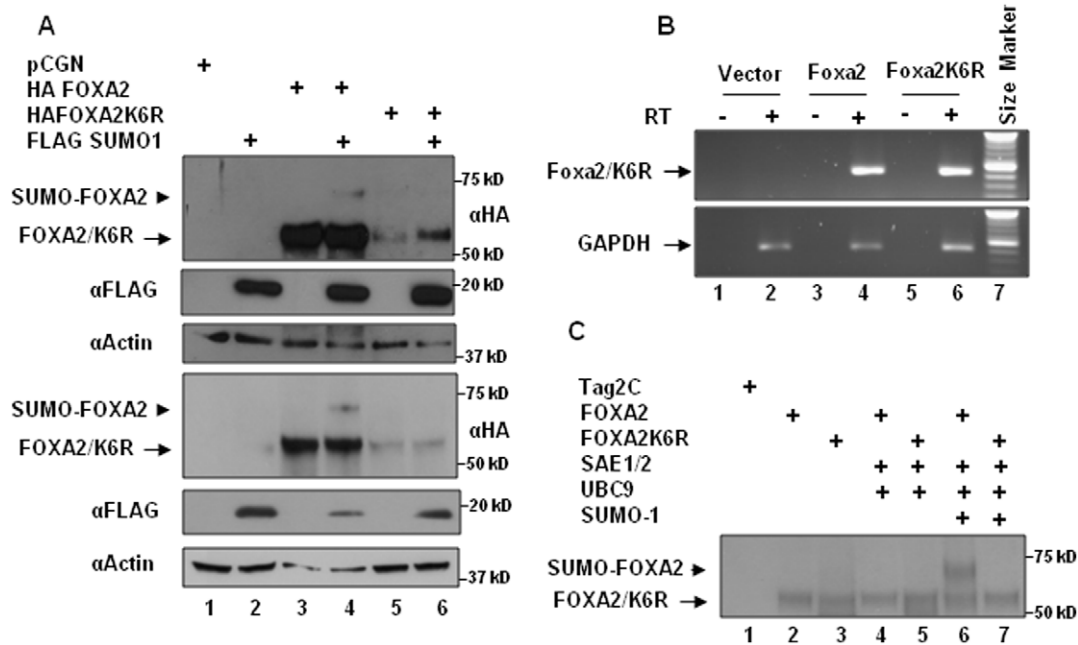 A
pCGN +
HA FOXA2 + +
HAFOXA2K6R + +
FLAG SUMO1 + + +
SUMO-FOXA2
75 kD
αHA
FOXA2/K6R
50 kD
αFLAG
20 kD
αActin
37 kD
SUMO-FOXA2
75 kD
αHA
FOXA2/K6R
50 kD
αFLAG
20 kD
αActin
37 kD
1 2 3 4 5 6
B
Vector Foxa2 Foxa2K6R Size Marker
RT - + - + - +
Foxa2/K6R
GAPDH
1 2 3 4 5 6 7
C
Tag2C +
FOXA2 + + +
FOXA2K6R + + +
SAE1/2 + + + +
UBC9 + + + +
SUMO-1 + +
SUMO-FOXA2
75 kD
FOXA2/K6R
50 kD
1 2 3 4 5 6 7